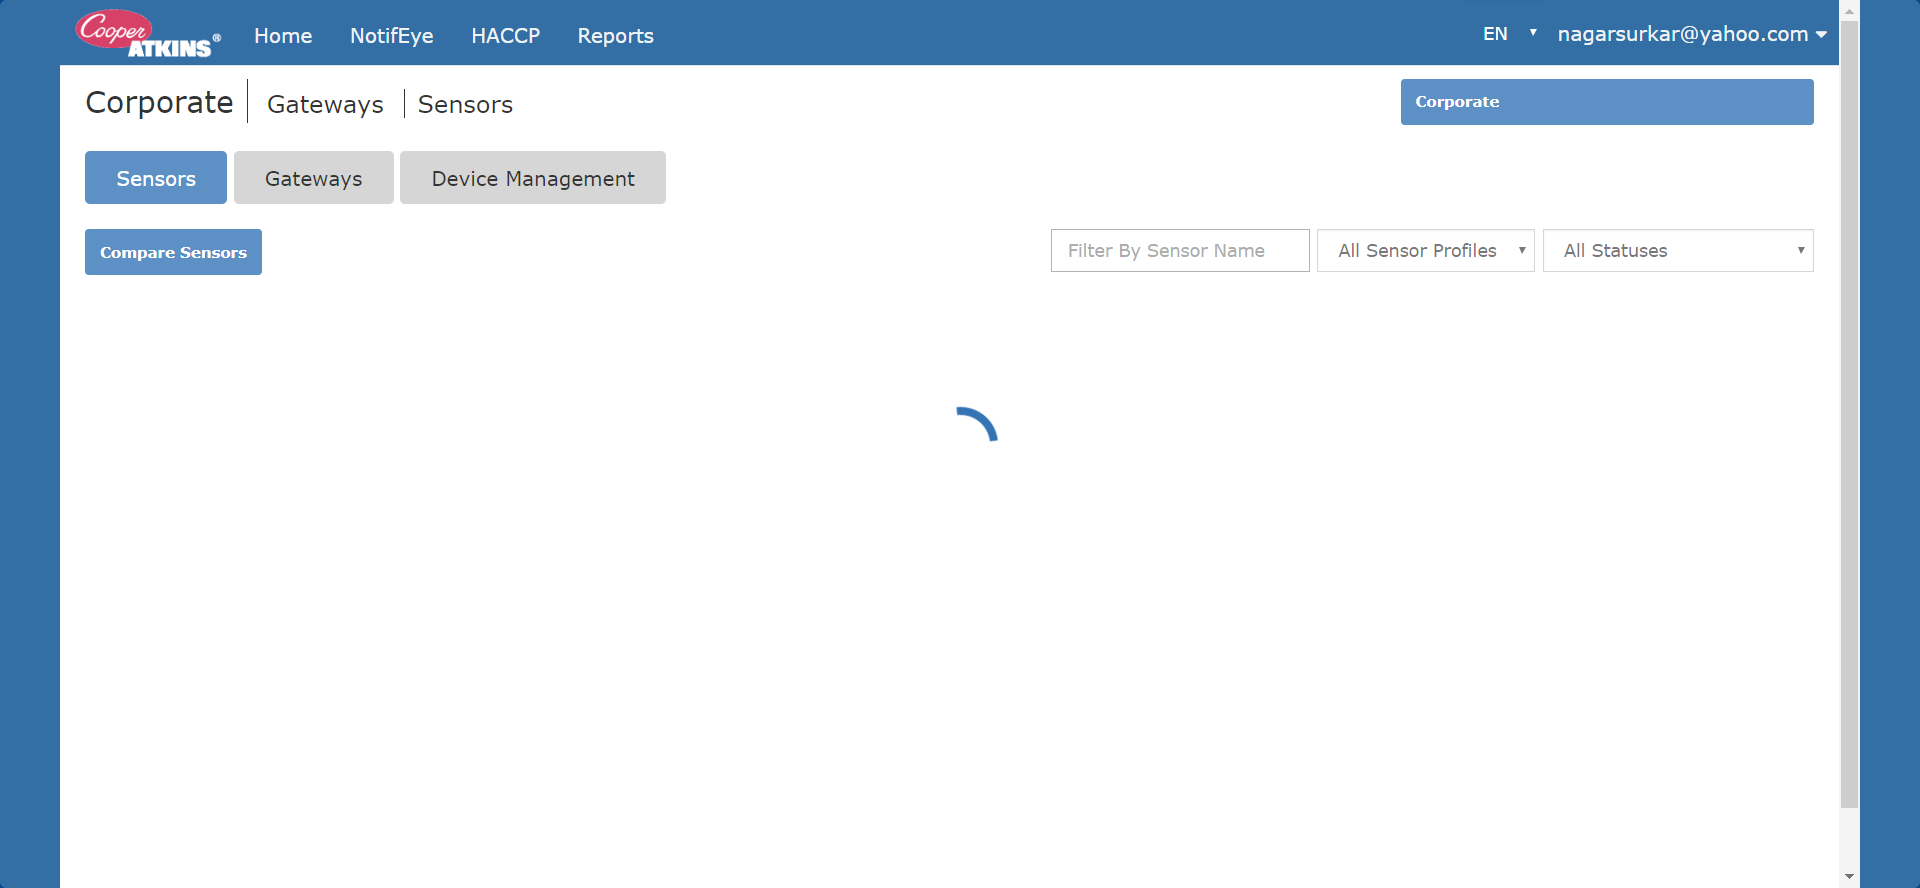 Cooper ATKINS® Home NotifEye HACCP Reports EN nagarsurkar@yahoo.com
Corporate Gateways Sensors Corporate
Sensors Gateways Device Management
Compare Sensors Filter By Sensor Name All Sensor Profiles All Statuses